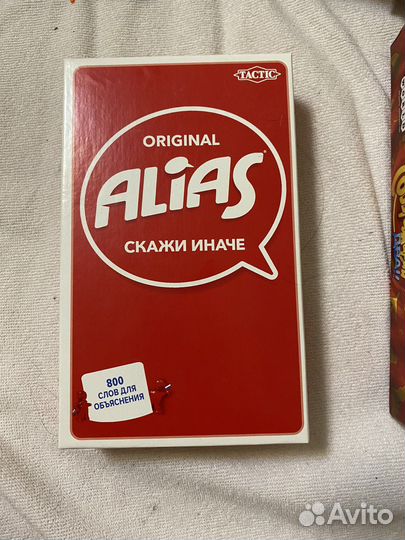 TACTIC
ORIGINAL
ALiAS
СКАЖИ ИНАЧЕ
800
СЛОВ ДЛЯ
ОБЪЯСНЕНИЯ
Avito